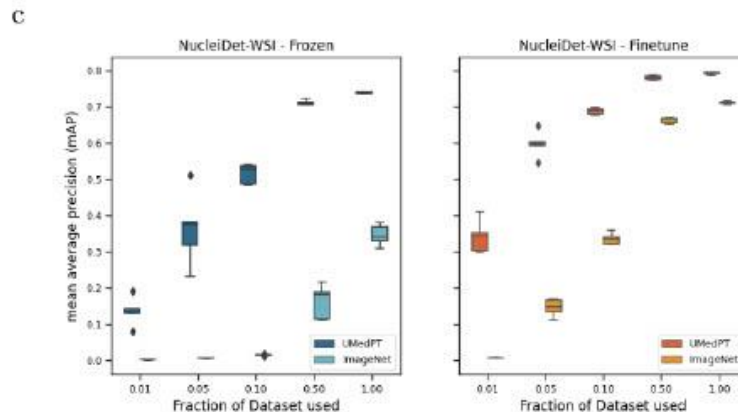 c
NucleiDet-WSI - Frozen
NucleiDet-WSI - Finetune
mean average precision (mAP)
0.8
0.7
0.6
0.5
0.4
0.3
0.2
0.1
0.0
UMedPT
ImageNet
UMedPT
ImageNet
0.01 0.05 0.10 0.50 1.00
0.01 0.05 0.10 0.50 1.00
Fraction of Dataset used
Fraction of Dataset used